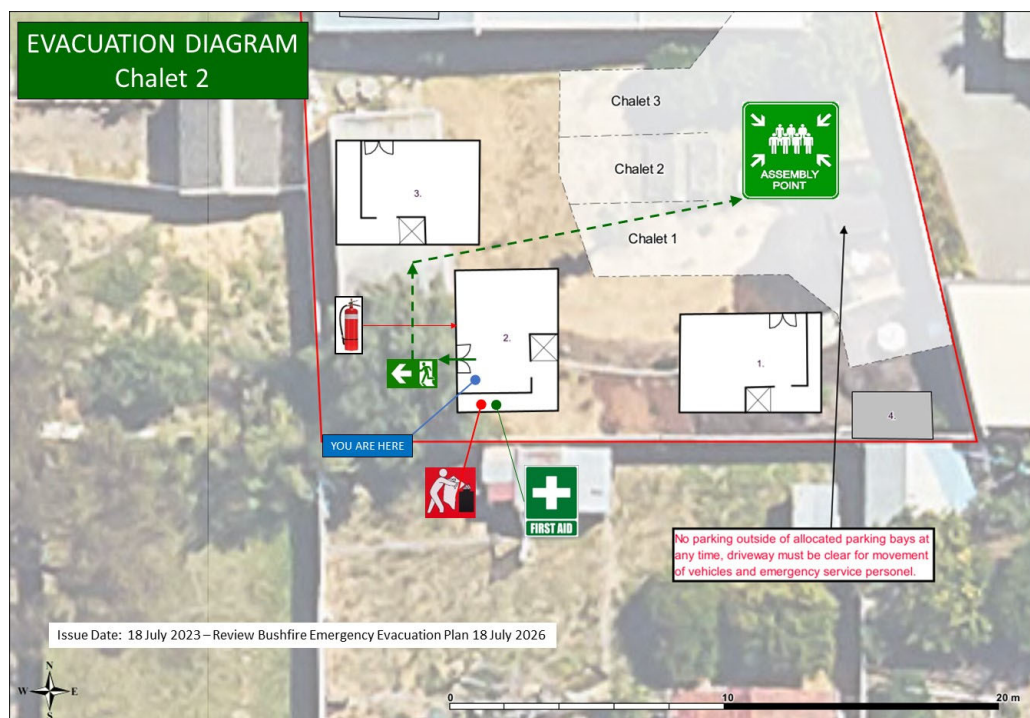 EVACUATION DIAGRAM
Chalet 2
Chalet 3
Chalet 2
Chalet 1
ASSEMBLY
POINT
3.
2.
1.
4.
YOU ARE HERE
FIRST AID
No parking outside of allocated parking bays at
any time, driveway must be clear for movement
of vehicles and emergency service personel.
Issue Date: 18 July 2023 – Review Bushfire Emergency Evacuation Plan 18 July 2026
N
W E
S
0 10 20 m